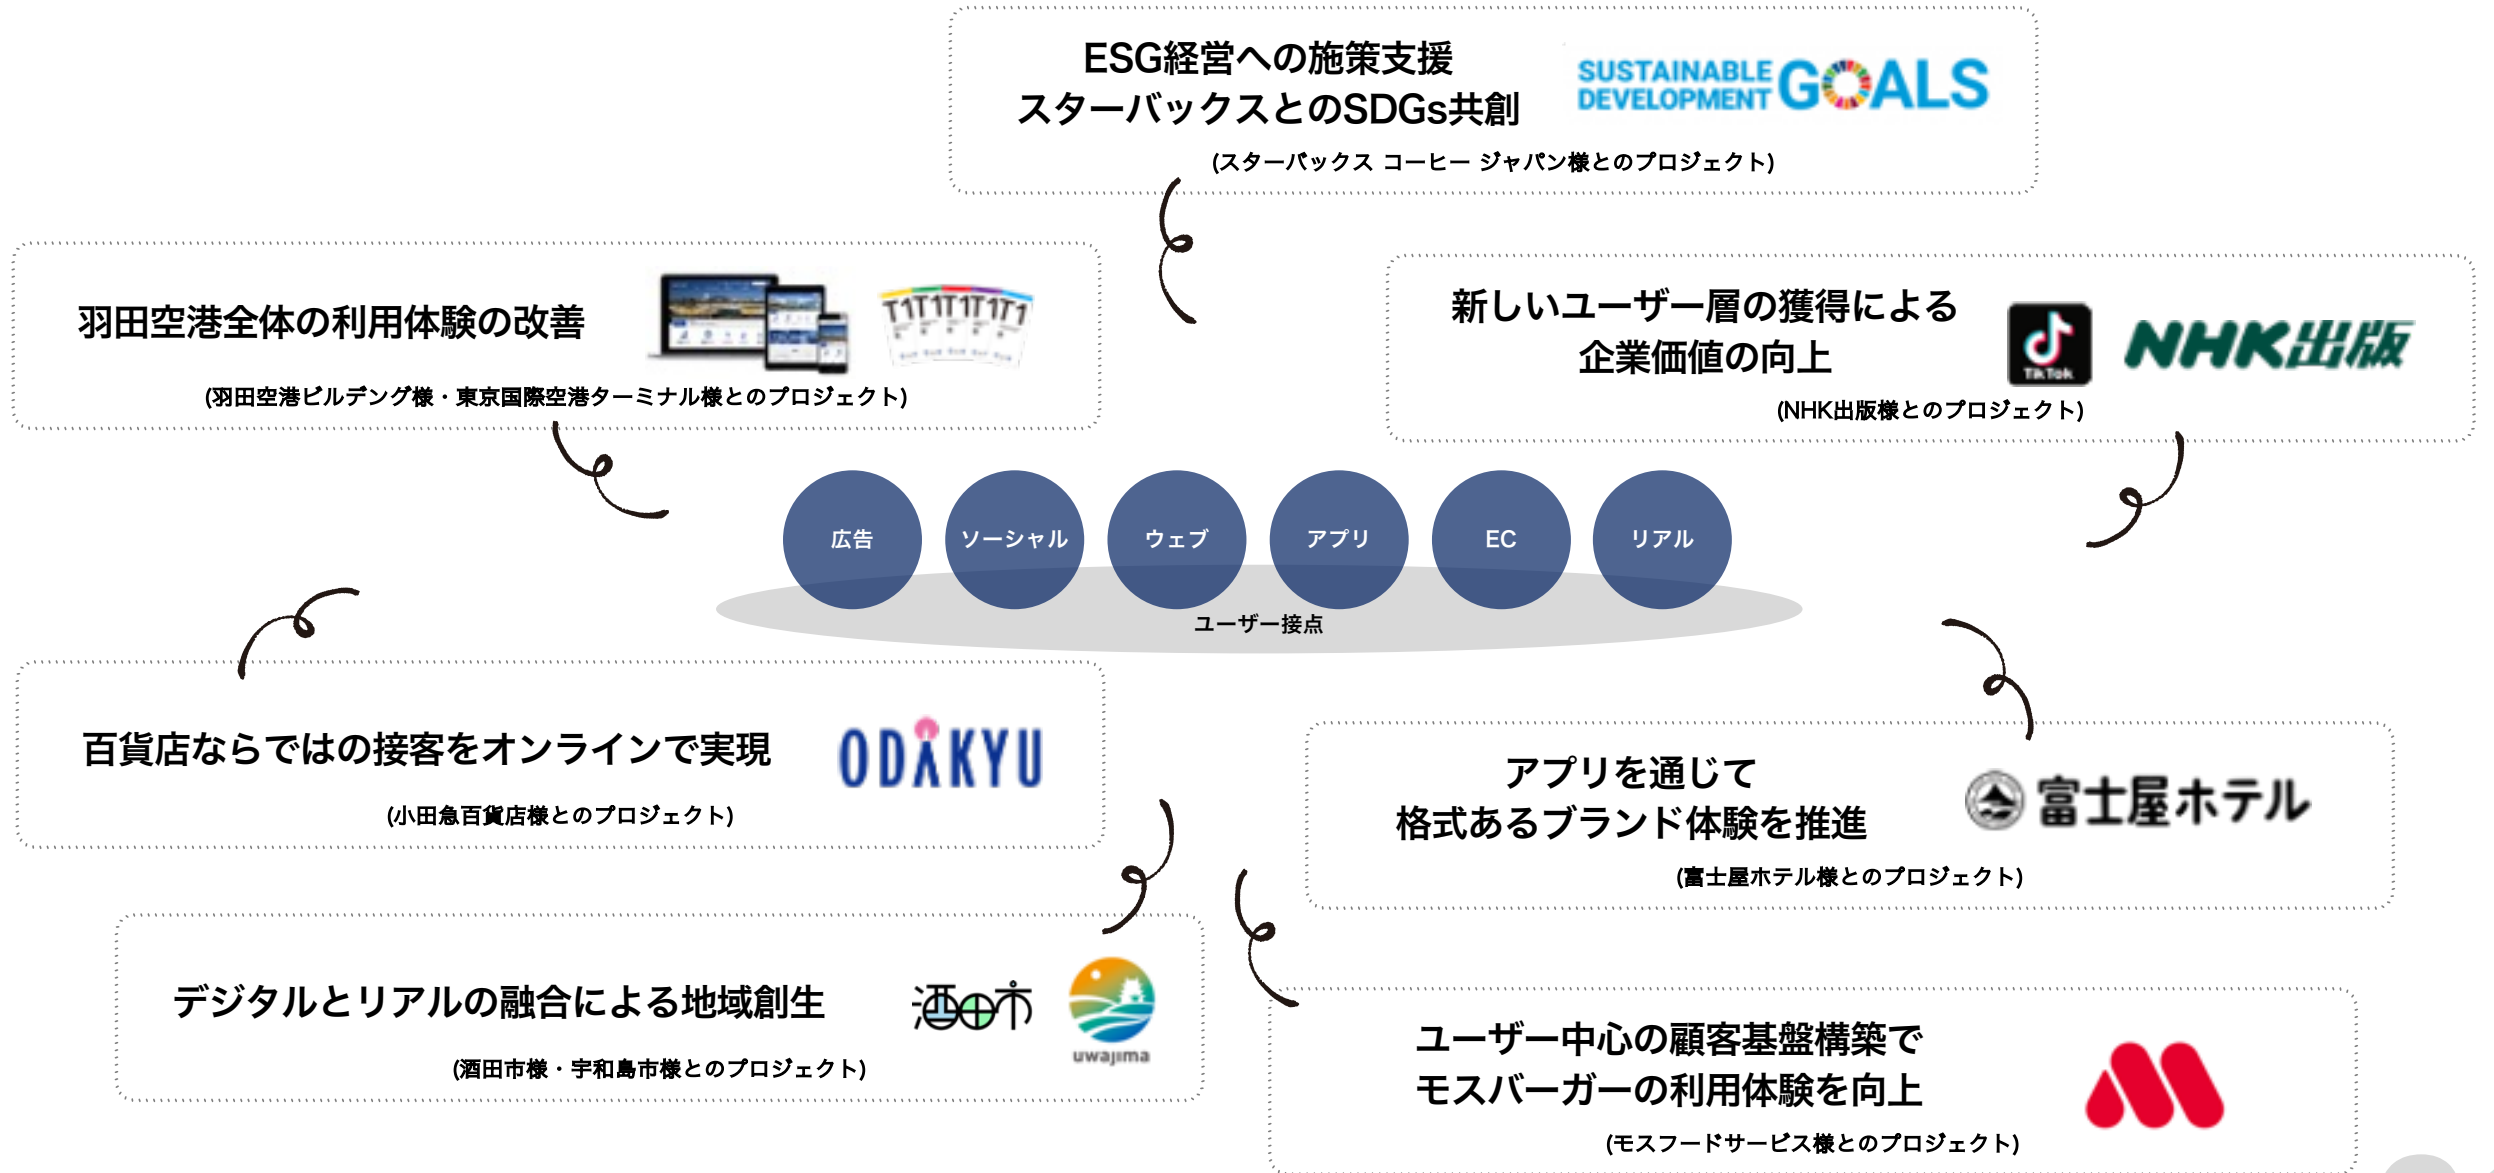 ESG経営への施策支援
スターバックスとのSDGs共創
SUSTAINABLE
DEVELOPMENT
GOALS
(スターバックス コーヒー ジャパン様とのプロジェクト)
羽田空港全体の利用体験の改善
T1 T1 T1 T1 T1
(羽田空港ビルデング様・東京国際空港ターミナル様とのプロジェクト)
新しいユーザー層の獲得による
企業価値の向上
TikTok
NHK出版
(NHK出版様とのプロジェクト)
広告
ソーシャル
ウェブ
アプリ
EC
リアル
ユーザー接点
百貨店ならではの接客をオンラインで実現
ODAKYU
(小田急百貨店様とのプロジェクト)
アプリを通じて
格式あるブランド体験を推進
富士屋ホテル
(富士屋ホテル様とのプロジェクト)
デジタルとリアルの融合による地域創生
酒田市
uwajima
(酒田市様・宇和島市様とのプロジェクト)
ユーザー中心の顧客基盤構築で
モスバーガーの利用体験を向上
(モスフードサービス様とのプロジェクト)